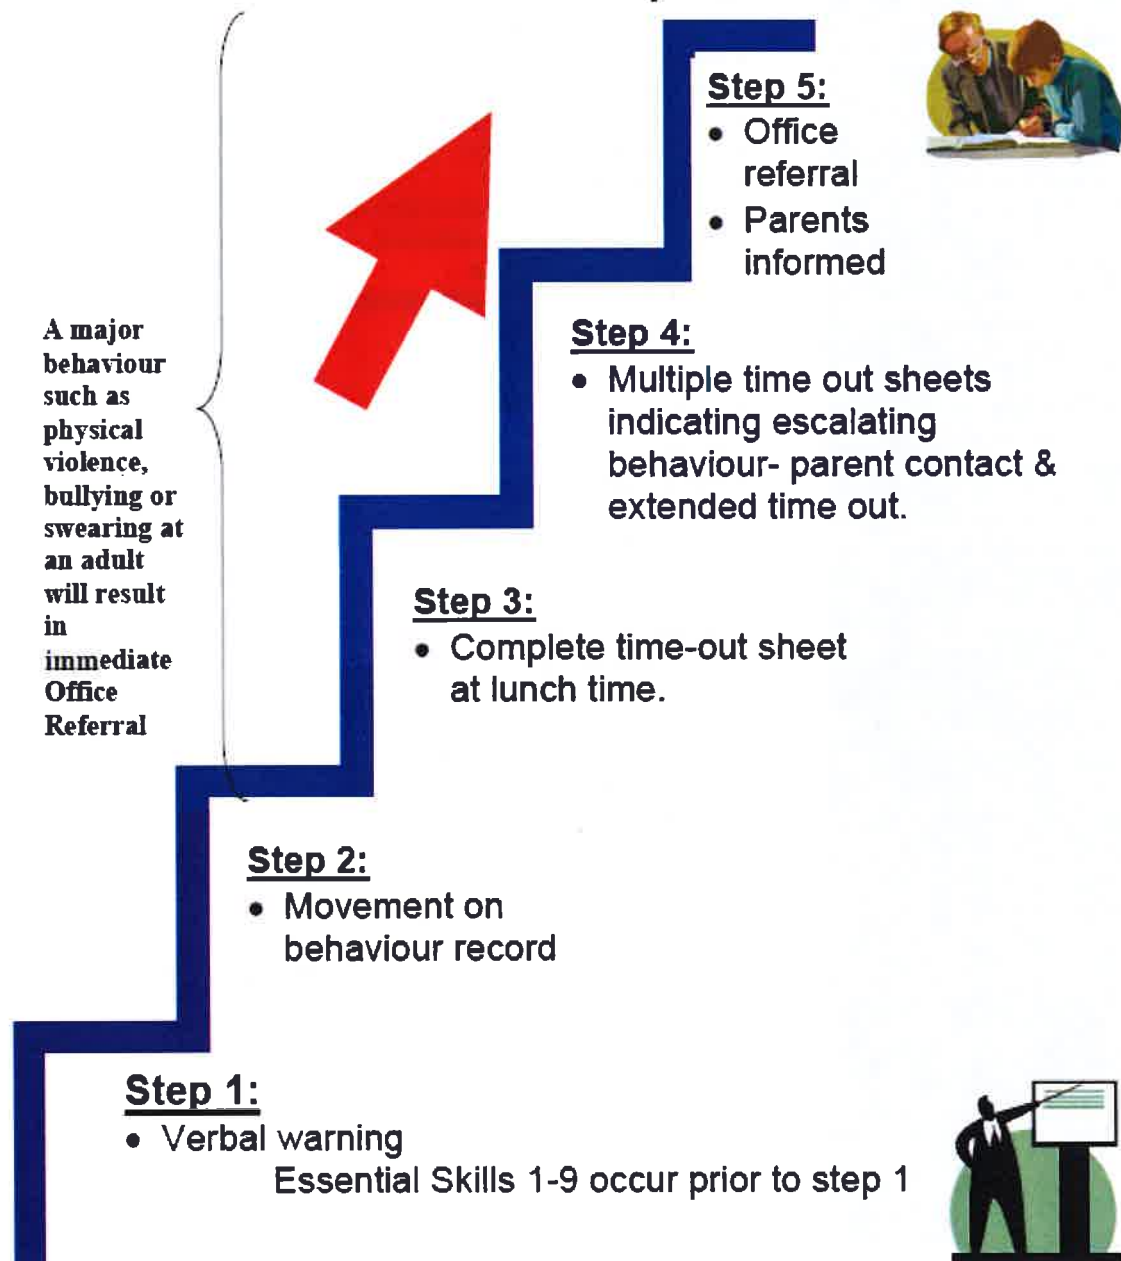 Step 5:
• Office
referral
• Parents
informed
A major
behaviour
such as
physical
violence,
bullying or
swearing at
an adult
will result
in
immediate
Office
Referral
Step 4:
• Multiple time out sheets
indicating escalating
behaviour- parent contact &
extended time out.
Step 3:
• Complete time-out sheet
at lunch time.
Step 2:
• Movement on
behaviour record
Step 1:
• Verbal warning
Essential Skills 1-9 occur prior to step 1